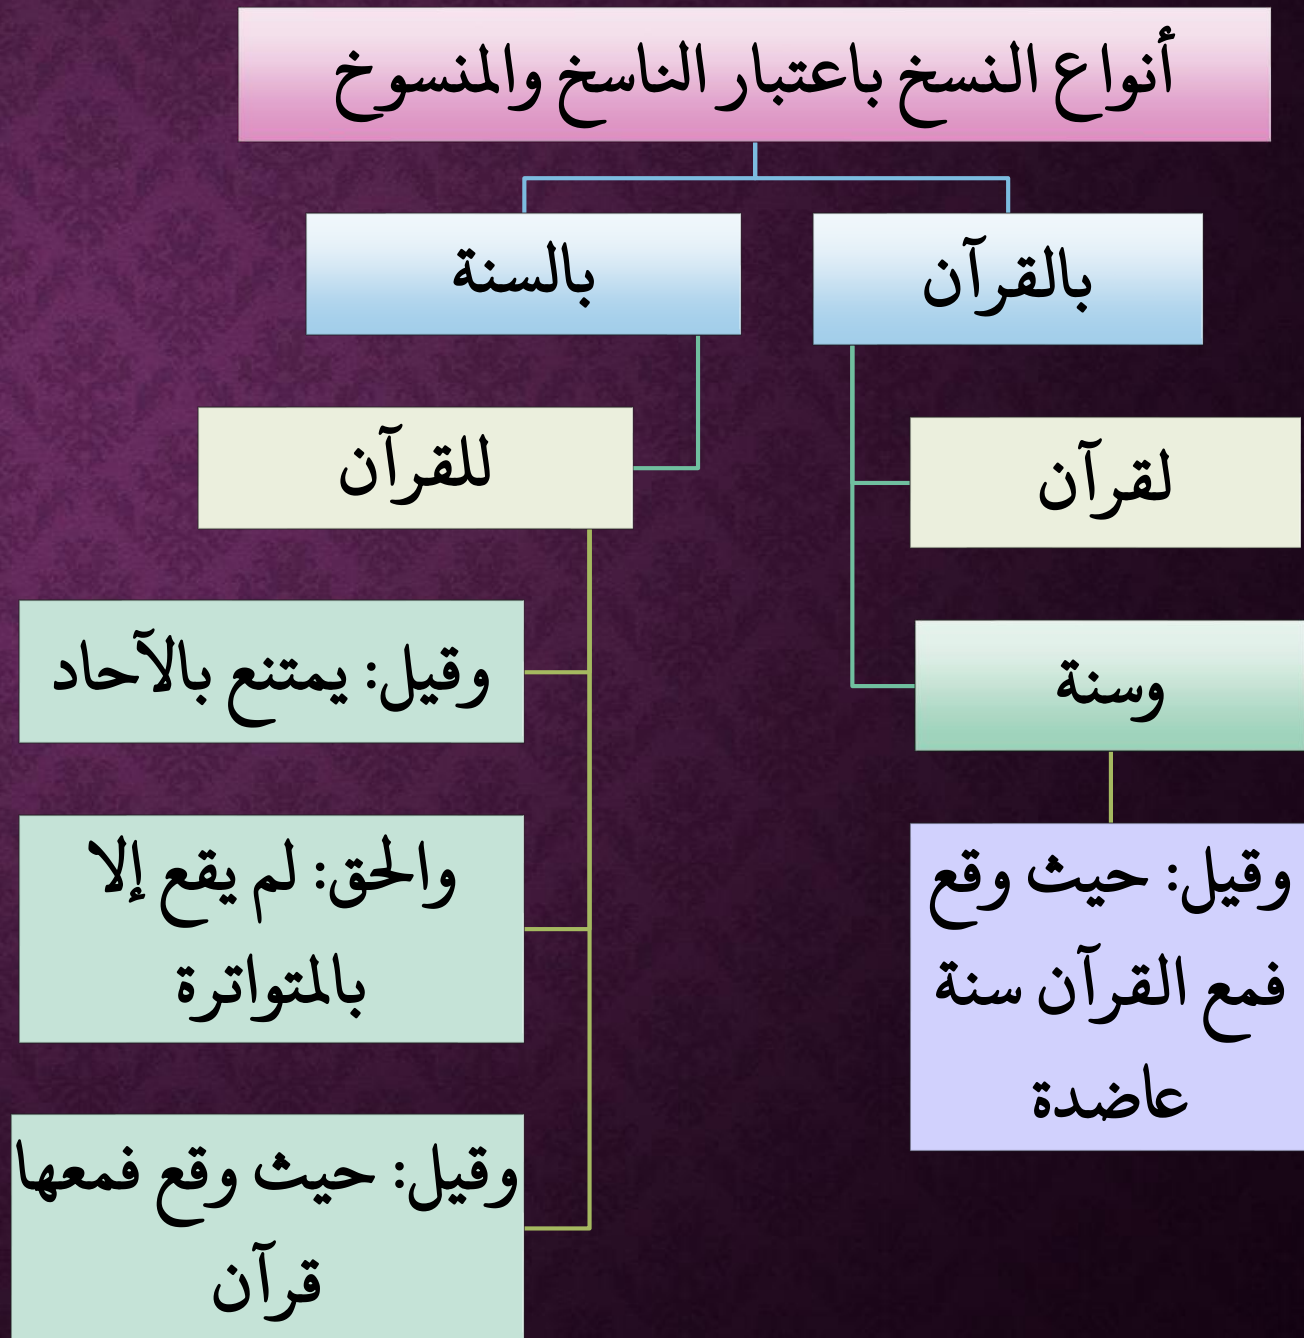 أنواع النسخ باعتبار الناسخ والمنسوخ
بالقرآن
لقرآن
وسنة
وقيل: حيث وقع
فمع القرآن سنة
عاضدة
بالسنة
للقرآن
وقيل: يمتنع بالآحاد
والحق: لم يقع إلا
بالمتواترة
وقيل: حيث وقع فمعها
قرآن